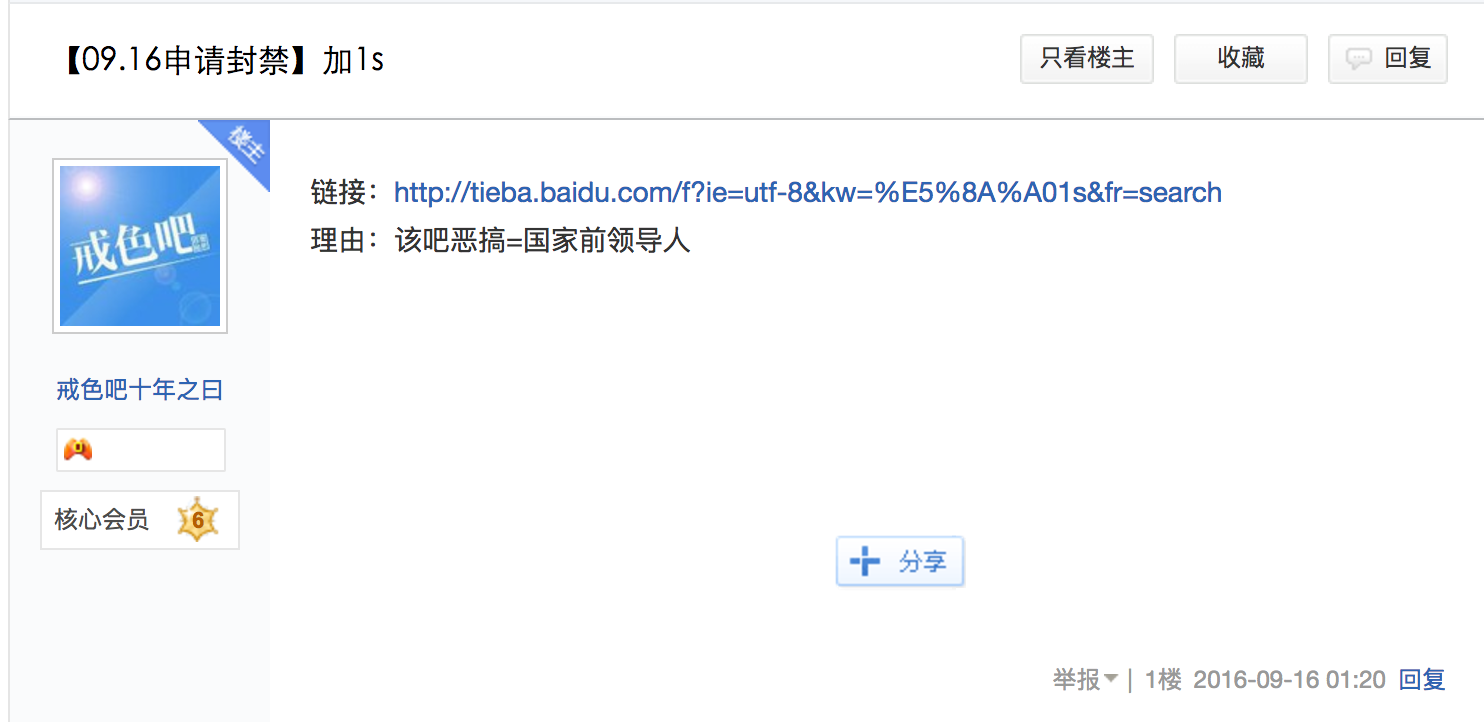 【09.16申请封禁】加1s
只看楼主
收藏
回复
楼主
戒色吧
链接：http://tieba.baidu.com/f?ie=utf-8&kw=%E5%8A%A01s&fr=search
理由：该吧恶搞=国家前领导人
戒色吧十年之曰
核心会员 6
分享
举报 | 1楼 2016-09-16 01:20 回复